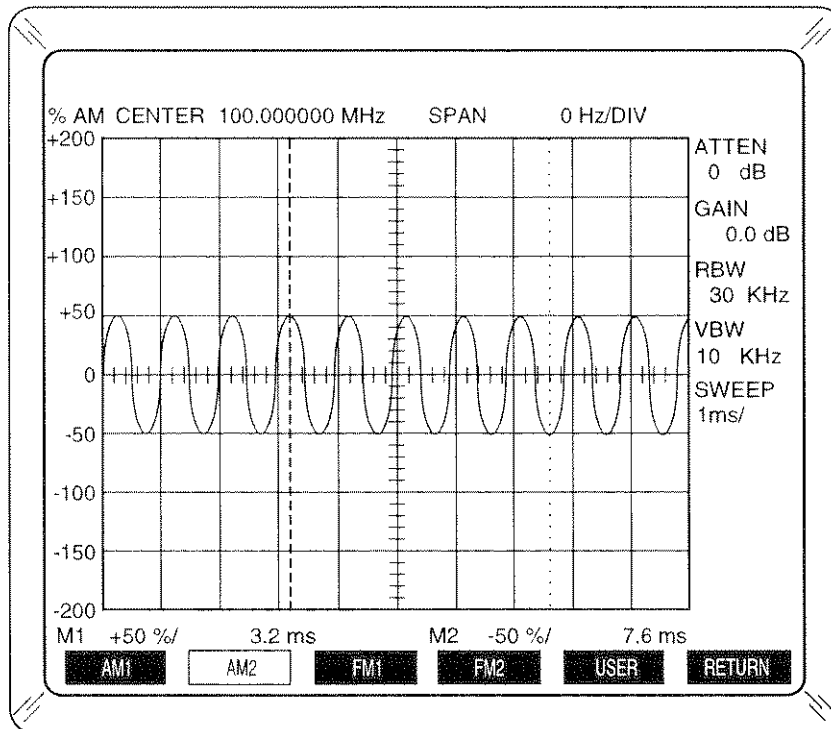 % AM CENTER 100.000000 MHz SPAN 0 Hz/DIV
+200
+150
+100
+50
0
-50
-100
-150
-200
ATTEN
0 dB
GAIN
0.0 dB
RBW
30 KHz
VBW
10 KHz
SWEEP
1ms/
M1 +50 %/ 3.2 ms M2 -50 %/ 7.6 ms
AM1 AM2 FM1 FM2 USER RETURN